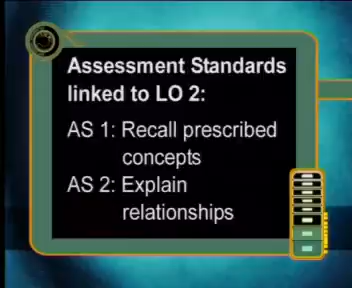 Assessment Standards
linked to LO 2:
AS 1: Recall prescribed
concepts
AS 2: Explain
relationships